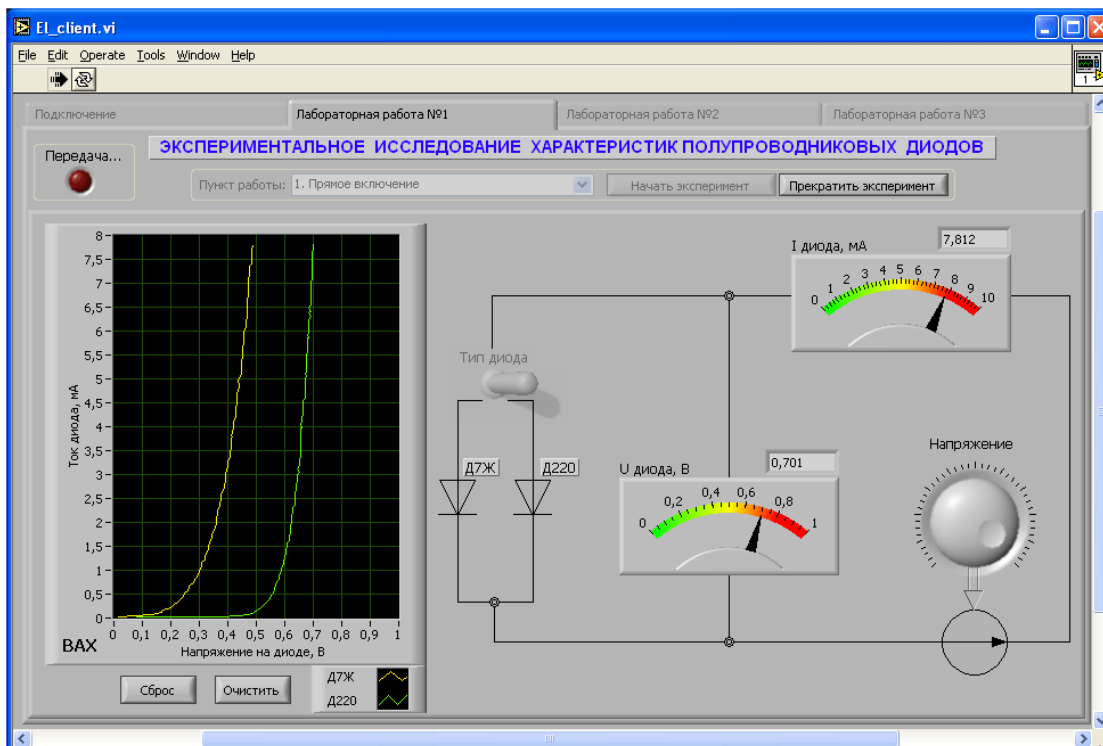 El_client.vi
File Edit Operate Tools Window Help
1
Подключение Лабораторная работа №1 Лабораторная работа №2 Лабораторная работа №3
Передача...
ЭКСПЕРИМЕНТАЛЬНОЕ ИССЛЕДОВАНИЕ ХАРАКТЕРИСТИК ПОЛУПРОВОДНИКОВЫХ ДИОДОВ
Пункт работы: 1. Прямое включение Начать эксперимент Прекратить эксперимент
8
7,5
7
6,5
6
5,5
5
4,5
4
3,5
3
2,5
2
1,5
1
0,5
0
Ток диода, мА
0 0,1 0,2 0,3 0,4 0,5 0,6 0,7 0,8 0,9 1
ВАХ
Напряжение на диоде, В
Сброс Очистить
Д7Ж
Д220
Тип диода
Д7Ж Д220
I диода, мА 7,812
0 1 2 3 4 5 6 7 8 9 10
U диода, В 0,701
0 0,2 0,4 0,6 0,8 1
Напряжение